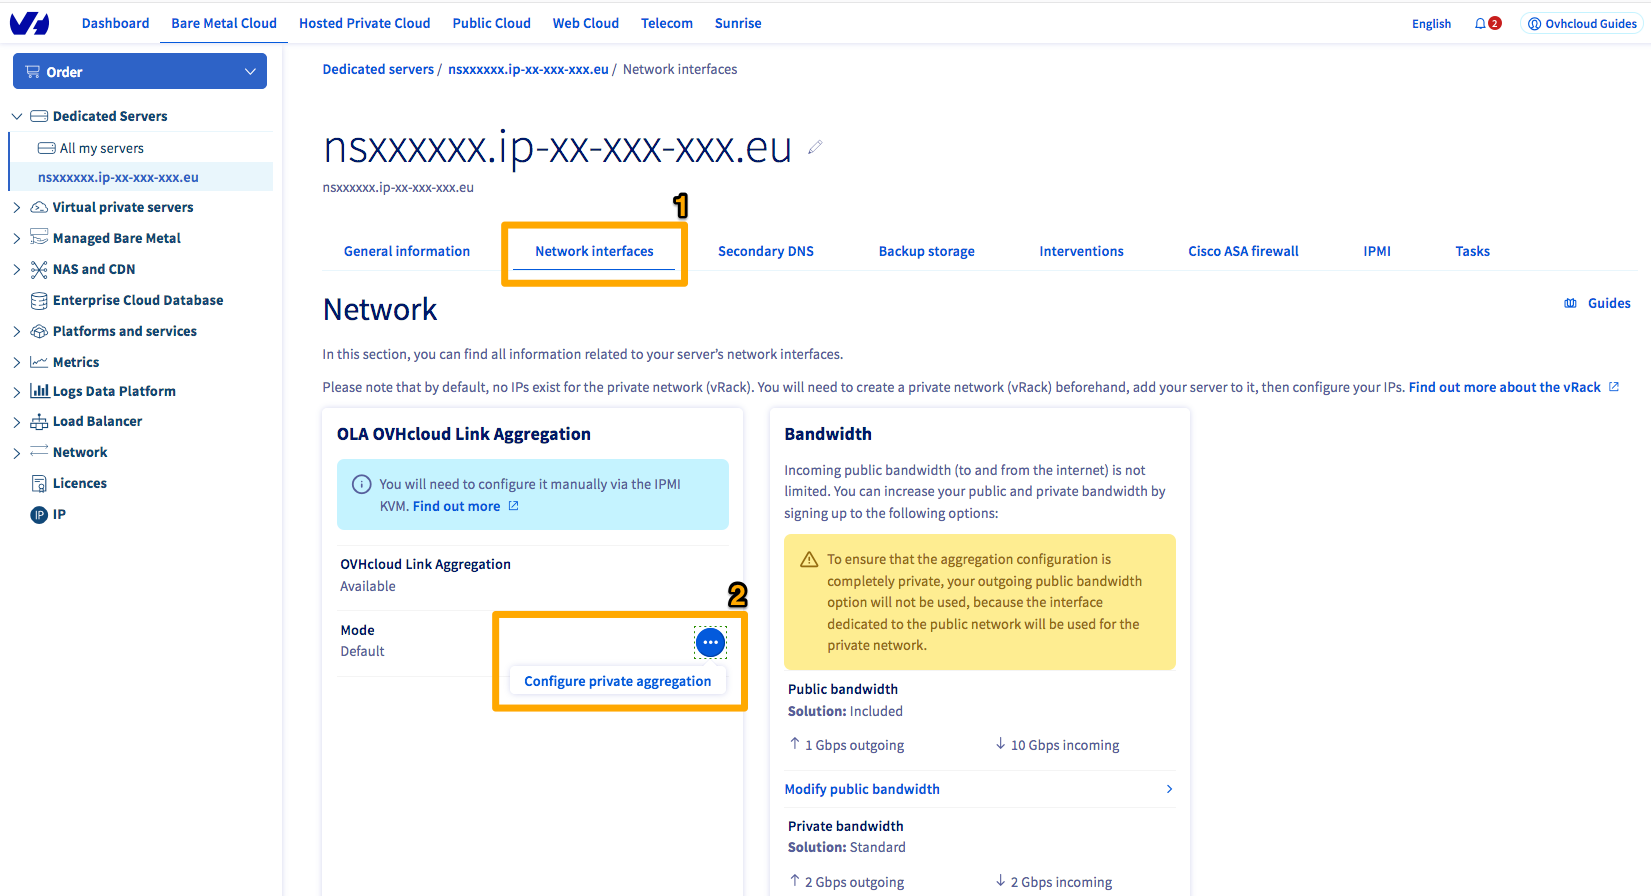 Dashboard
Bare Metal Cloud
Hosted Private Cloud
Public Cloud
Web Cloud
Telecom
Sunrise
English
2
Ovhcloud Guides
Order
Dedicated Servers
All my servers
nsxxxxxx.ip-xx-xxx-xxx.eu
Virtual private servers
Managed Bare Metal
NAS and CDN
Enterprise Cloud Database
Platforms and services
Metrics
Logs Data Platform
Load Balancer
Network
Licences
IP IP
Dedicated servers / nsxxxxxx.ip-xx-xxx-xxx.eu / Network interfaces
nsxxxxxx.ip-xx-xxx-xxx.eu
nsxxxxxx.ip-xx-xxx-xxx.eu
1
General information
Network interfaces
Secondary DNS
Backup storage
Interventions
Cisco ASA firewall
IPMI
Tasks
Network
Guides
In this section, you can find all information related to your server's network interfaces.
Please note that by default, no IPs exist for the private network (vRack). You will need to create a private network (vRack) beforehand, add your server to it, then configure your IPs. Find out more about the vRack
OLA OVHcloud Link Aggregation
You will need to configure it manually via the IPMI
KVM. Find out more
OVHcloud Link Aggregation
Available
2
Mode
Default
Configure private aggregation
Bandwidth
Incoming public bandwidth (to and from the internet) is not
limited. You can increase your public and private bandwidth by
signing up to the following options:
To ensure that the aggregation configuration is
completely private, your outgoing public bandwidth
option will not be used, because the interface
dedicated to the public network will be used for the
private network.
Public bandwidth
Solution: Included
↑ 1 Gbps outgoing
↓ 10 Gbps incoming
Modify public bandwidth
Private bandwidth
Solution: Standard
↑ 2 Gbps outgoing
↓ 2 Gbps incoming